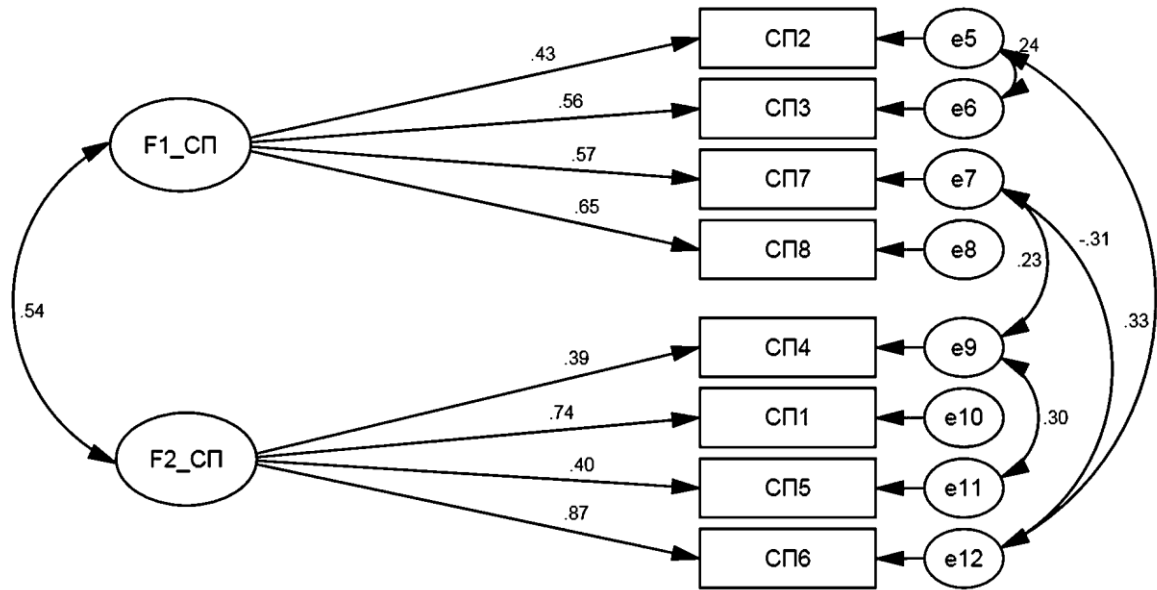 СП2
e5
.24
.43
СП3
e6
.56
F1_СП
.57
СП7
e7
.65
-.31
СП8
e8
.23
.54
.33
СП4
e9
.39
.74
СП1
e10
.30
F2_СП
.40
СП5
e11
.87
СП6
e12